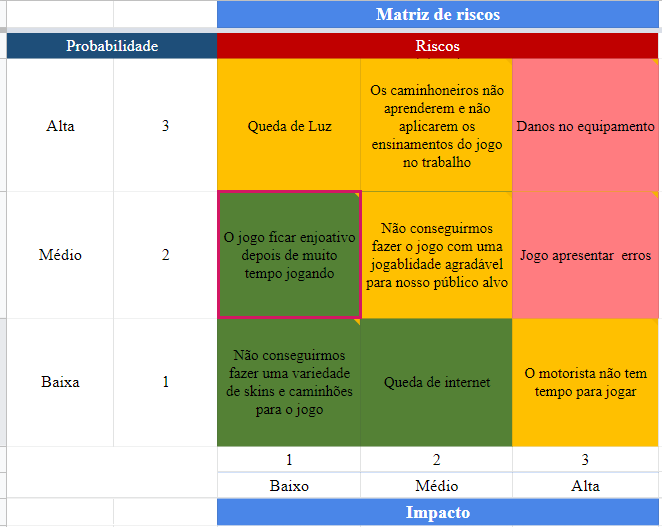 Matriz de riscos
Probabilidade
Riscos
Alta
3
Queda de Luz
Os caminhoneiros não
aprenderem e não
aplicarem os
ensinamentos do jogo
no trabalho
Danos no equipamento
Médio
2
O jogo ficar enjoativo
depois de muito
tempo jogando
Não conseguirmos
fazer o jogo com uma
jogablidade agradável
para nosso público alvo
Jogo apresentar erros
Baixa
1
Não conseguirmos
fazer uma variedade
de skins e caminhões
para o jogo
Queda de internet
O motorista não tem
tempo para jogar
1
2
3
Baixo
Médio
Alta
Impacto